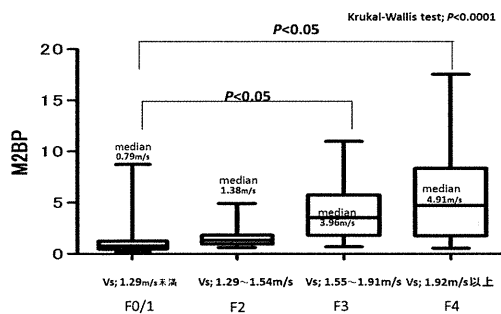 Krukal-Wallis test; P<0.0001
P<0.05
P<0.05
M2BP
20
15
10
5
0
median
0.79m/s
median
1.38m/s
median
3.96m/s
median
4.91m/s
Vs; 1.29m/s未満
Vs; 1.29～1.54m/s
Vs; 1.55～1.91m/s
Vs; 1.92m/s以上
F0/1
F2
F3
F4